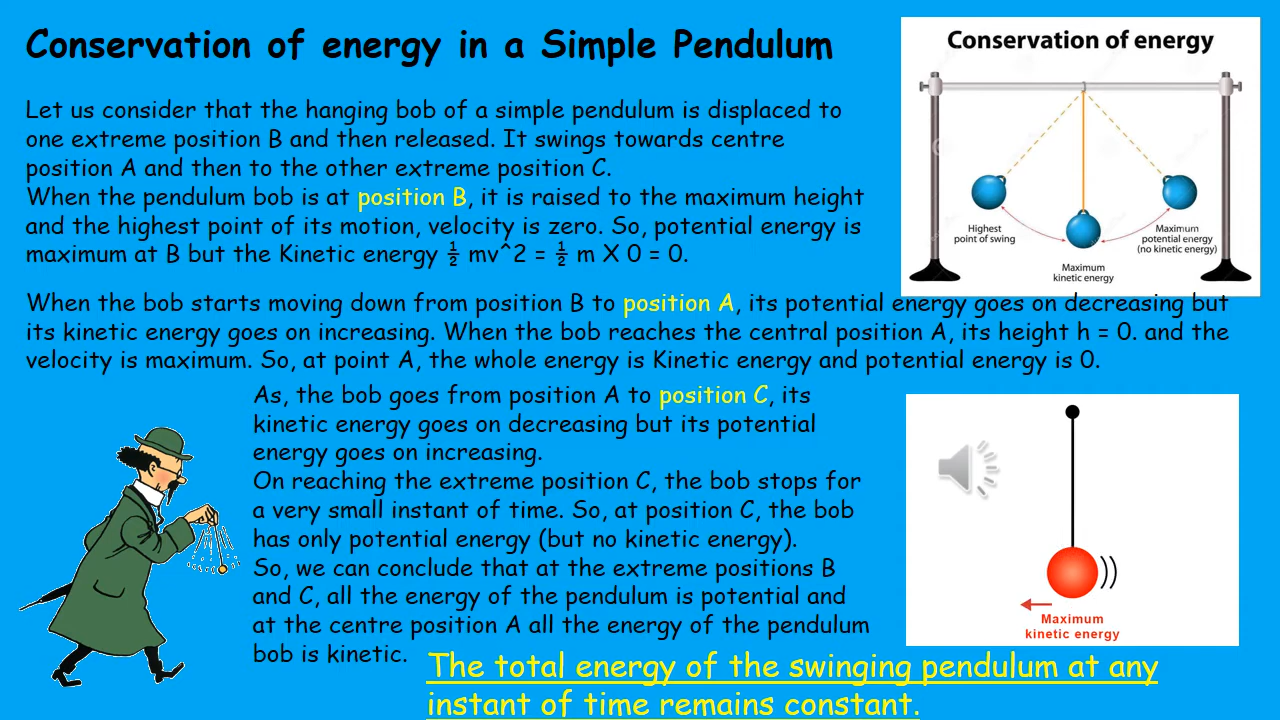 Conservation of energy in a Simple Pendulum
Let us consider that the hanging bob of a simple pendulum is displaced to
one extreme position B and then released. It swings towards centre
position A and then to the other extreme position C.
When the pendulum bob is at position B, it is raised to the maximum height
and the highest point of its motion, velocity is zero. So, potential energy is
maximum at B but the Kinetic energy ½ mv^2 = ½ m X 0 = 0.
When the bob starts moving down from position B to position A, its potential energy goes on decreasing but
its kinetic energy goes on increasing. When the bob reaches the central position A, its height h = 0. and the
velocity is maximum. So, at point A, the whole energy is Kinetic energy and potential energy is 0.
As, the bob goes from position A to position C, its
kinetic energy goes on decreasing but its potential
energy goes on increasing.
On reaching the extreme position C, the bob stops for
a very small instant of time. So, at position C, the bob
has only potential energy (but no kinetic energy).
So, we can conclude that at the extreme positions B
and C, all the energy of the pendulum is potential and
at the centre position A all the energy of the pendulum
bob is kinetic.
The total energy of the swinging pendulum at any
instant of time remains constant.
Conservation of energy
Highest
point of swing
Maximum
kinetic energy
Maximum
potential energy
(no kinetic energy)
Maximum
kinetic energy